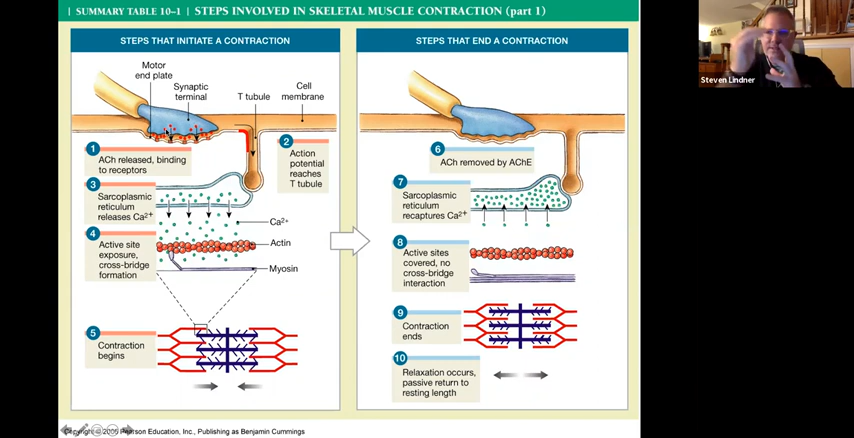 SUMMARY TABLE 10–1 | STEPS INVOLVED IN SKELETAL MUSCLE CONTRACTION (part 1)
STEPS THAT INITIATE A CONTRACTION
Motor
end plate
Synaptic
terminal
T tubule
Cell
membrane
1
ACh released, binding
to receptors
2
Action
potential
reaches
T tubule
3
Sarcoplasmic
reticulum
releases Ca2+
Ca2+
4
Active site
exposure,
cross-bridge
formation
Actin
Myosin
5
Contraction
begins
STEPS THAT END A CONTRACTION
6
ACh removed by AChE
7
Sarcoplasmic
reticulum
recaptures Ca2+
8
Active sites
covered, no
cross-bridge
interaction
9
Contraction
ends
10
Relaxation occurs,
passive return to
resting length
Copyright © 2006 Pearson Education, Inc., Publishing as Benjamin Cummings
Steven Lindner